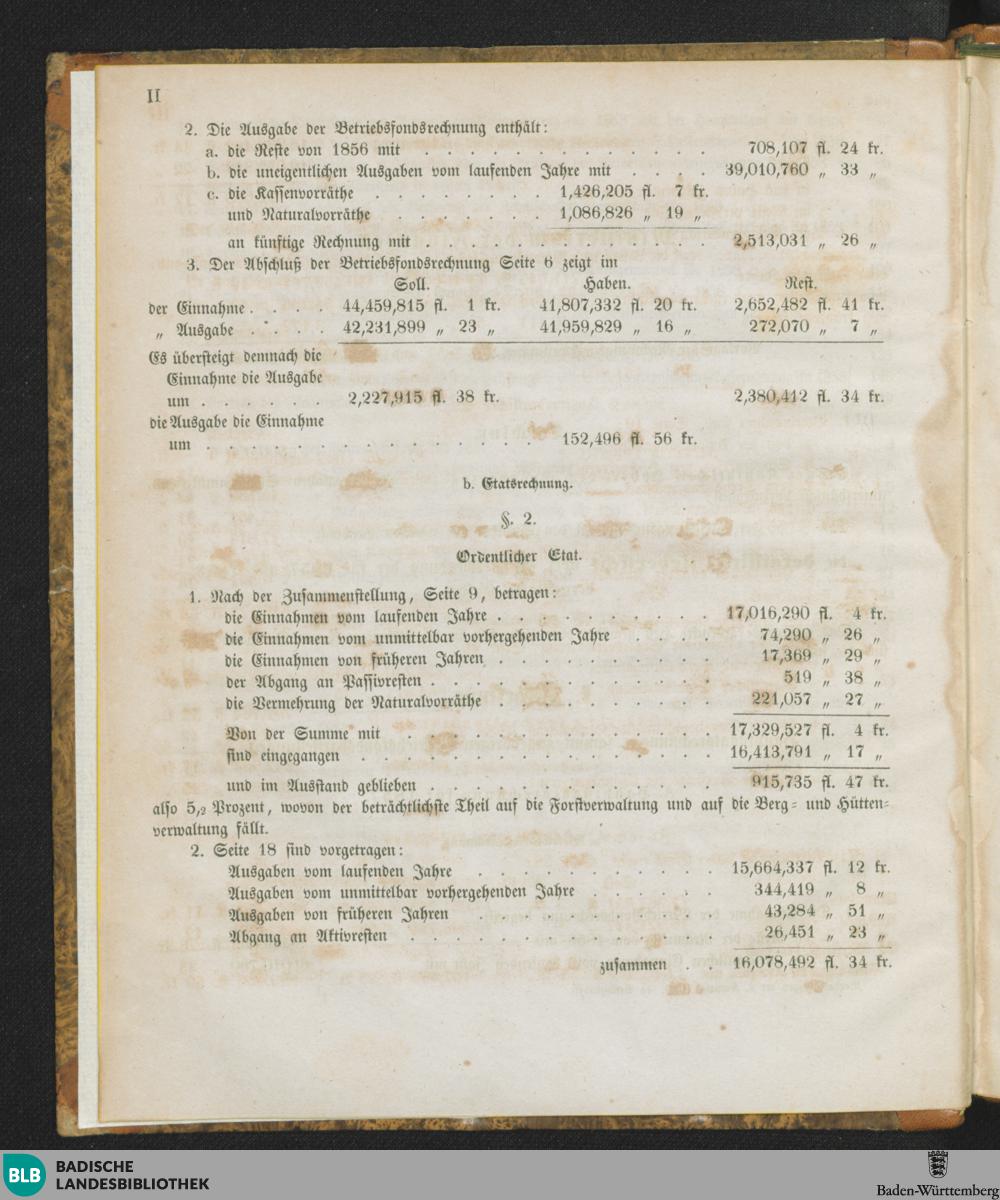 II
2. Die Ausgabe der Betriebsfondsrechnung enthält:
a. die Reste von 1856 mit . . . . . . . . . . . . . 708,107 fl. 24 kr.
b. die uneigentlichen Ausgaben vom laufenden Jahre mit . . . . 39,010,760 „ 33 „
c. die Kassenvorräthe . . . . . . . 1,426,205 fl. 7 kr.
und Naturalvorräthe . . . . . . . 1,086,826 „ 19 „
an künftige Rechnung mit . . . . . . . . . . . . . 2,513,031 „ 26 „
3. Der Abschluß der Betriebsfondsrechnung Seite 6 zeigt im
Soll. Haben. Rest.
der Einnahme . . . . 44,459,815 fl. 1 kr. 41,807,332 fl. 20 kr. 2,652,482 fl. 41 kr.
„ Ausgabe . . . . 42,231,899 „ 23 „ 41,959,829 „ 16 „ 272,070 „ 7 „
Es übersteigt demnach die
Einnahme die Ausgabe
um . . . . . . 2,227,915 fl. 38 kr. 2,380,412 fl. 34 kr.
die Ausgabe die Einnahme
um . . . . . . . . . . . . . . . . 152,496 fl. 56 kr.
b. Etatsrechnung.
§. 2.
Ordentlicher Etat.
1. Nach der Zusammenstellung, Seite 9, betragen:
die Einnahmen vom laufenden Jahre . . . . . . . . . . 17,016,290 fl. 4 kr.
die Einnahmen vom unmittelbar vorhergehenden Jahre . . . . 74,290 „ 26 „
die Einnahmen von früheren Jahren . . . . . . . . . . 17,369 „ 29 „
der Abgang an Passivresten . . . . . . . . . . . . . 519 „ 38 „
die Vermehrung der Naturalvorräthe . . . . . . . . . . 221,057 „ 27 „
Von der Summe mit . . . . . . . . . . . . . . 17,329,527 fl. 4 kr.
sind eingegangen . . . . . . . . . . . . . . . 16,413,791 „ 17 „
und im Ausstand geblieben . . . . . . . . . . . . . 915,735 fl. 47 kr.
also 5,2 Prozent, wovon der beträchtlichste Theil auf die Forstverwaltung und auf die Berg- und Hütten-
verwaltung fällt.
2. Seite 18 sind vorgetragen:
Ausgaben vom laufenden Jahre . . . . . . . . . . . 15,664,337 fl. 12 kr.
Ausgaben vom unmittelbar vorhergehenden Jahre . . . . . . 344,419 „ 8 „
Ausgaben von früheren Jahren . . . . . . . . . . . 43,284 „ 51 „
Abgang an Aktivresten . . . . . . . . . . . . . 26,451 „ 23 „
zusammen . . 16,078,492 fl. 34 kr.
BLB BADISCHE
LANDESBIBLIOTHEK
Baden-Württemberg